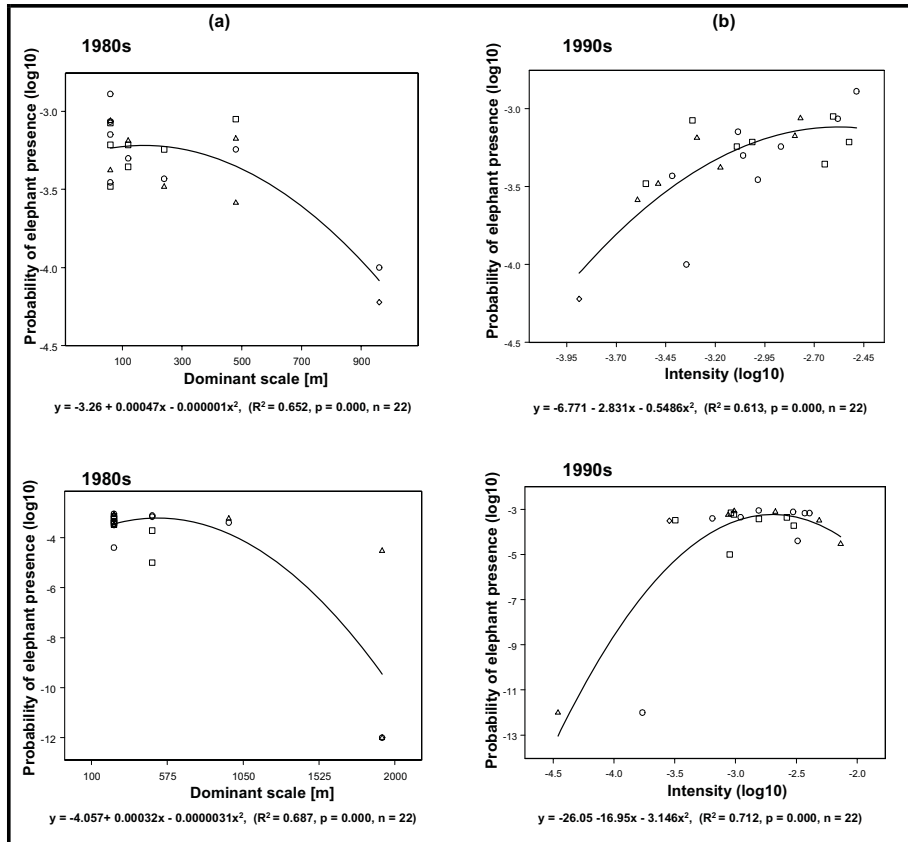 (a)
(b)
1980s
1990s
Probability of elephant presence (log10)
-3.0
-3.5
-4.0
-4.5
100 300 500 700 900
Dominant scale [m]
y = -3.26 + 0.00047x - 0.000001x², (R² = 0.652, p = 0.000, n = 22)
Probability of elephant presence (log10)
-3.0
-3.5
-4.0
-4.5
-3.95 -3.70 -3.45 -3.20 -2.95 -2.70 -2.45
Intensity (log10)
y = -6.771 - 2.831x - 0.5486x², (R² = 0.613, p = 0.000, n = 22)
1980s
1990s
Probability of elephant presence (log10)
-4
-6
-8
-10
-12
100 575 1050 1525 2000
Dominant scale [m]
y = -4.057+ 0.00032x - 0.0000031x², (R² = 0.687, p = 0.000, n = 22)
Probability of elephant presence (log10)
-3
-5
-7
-9
-11
-13
-4.5 -4.0 -3.5 -3.0 -2.5 -2.0
Intensity (log10)
y = -26.05 -16.95x - 3.146x², (R² = 0.712, p = 0.000, n = 22)